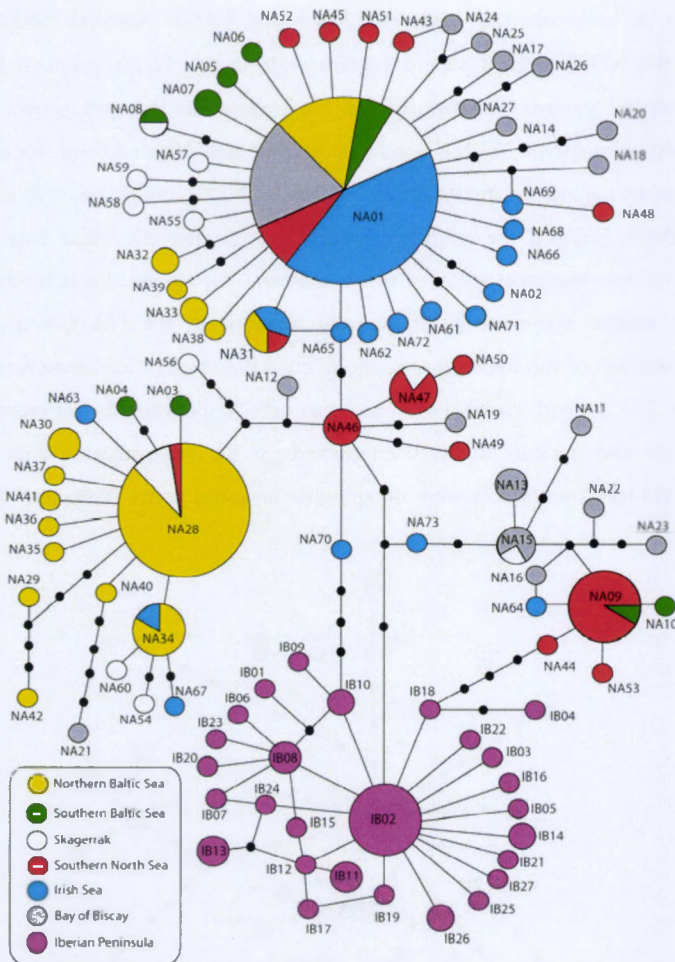 NA52 NA45 NA51 NA43 NA24
NA06 NA25
NA05 NA17
NA07 NA26
NA08 NA27 NA20
NA57 NA14
NA59 NA18
NA58 NA01 NA69
NA55 NA48
NA68
NA32 NA66
NA39 NA02
NA33 NA61
NA38 NA72 NA71
NA31 NA65 NA62
NA56 NA50
NA12 NA47
NA04 NA03 NA19 NA11
NA63 NA46
NA30 NA49
NA37 NA13 NA22
NA41 NA28 NA70 NA73
NA36 NA15 NA23
NA35 NA16
NA29 NA40 NA09
NA64 NA10
NA34 NA44
IB09 NA53
NA60 IB01 IB10 IB18
NA42 NA54 NA67 IB06 IB04
NA21 IB23 IB22
IB08 IB03
IB20 IB16
IB24 IB05
IB07 IB15 IB02 IB14
IB13 IB12 IB21
IB11 IB27
IB17 IB19 IB25
IB26
Northern Baltic Sea
Southern Baltic Sea
Skagerrak
Southern North Sea
Irish Sea
Bay of Biscay
Iberian Peninsula